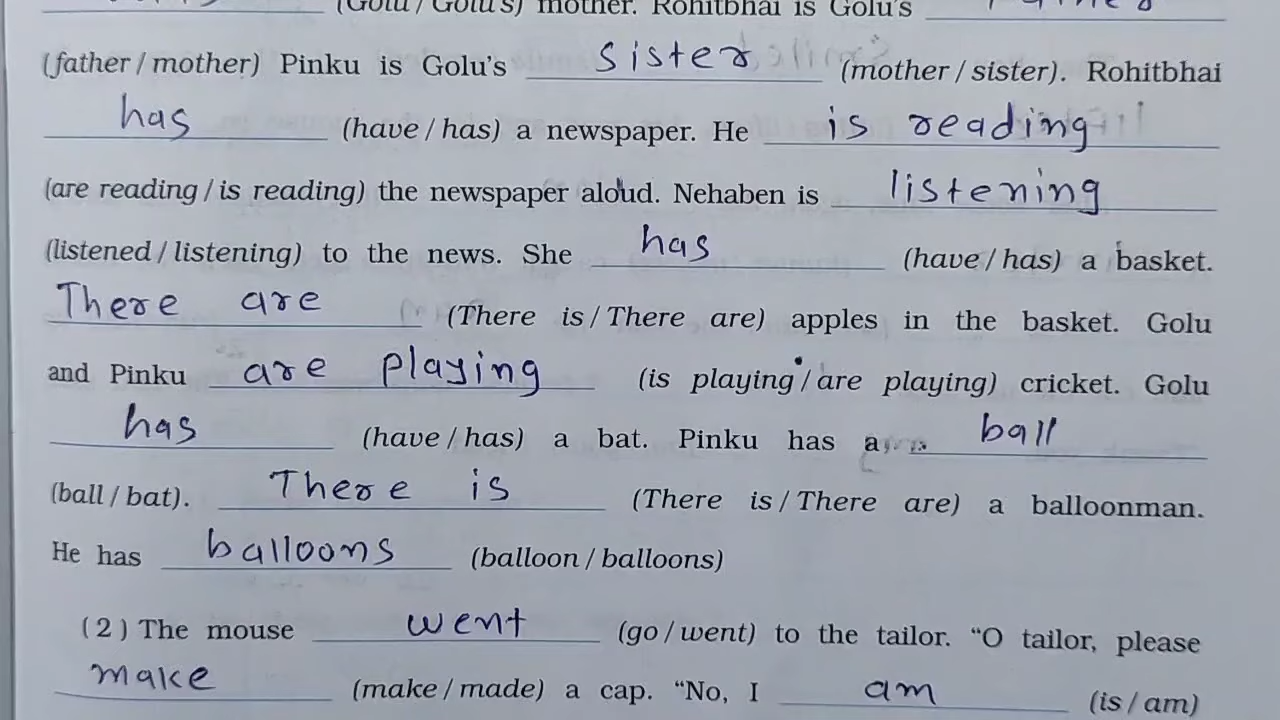 (Golu / Golu's) mother. Rohitbhai is Golu's
(father / mother) Pinku is Golu's sister (mother / sister). Rohitbhai
has (have / has) a newspaper. He is reading
(are reading / is reading) the newspaper aloud. Nehaben is listening
(listened / listening) to the news. She has (have / has) a basket.
There are (There is / There are) apples in the basket. Golu
and Pinku are playing (is playing / are playing) cricket. Golu
has (have / has) a bat. Pinku has a ball
(ball / bat). There is (There is / There are) a balloonman.
He has balloons (balloon / balloons)
(2) The mouse went (go / went) to the tailor. "O tailor, please
make (make / made) a cap. "No, I am (is / am)